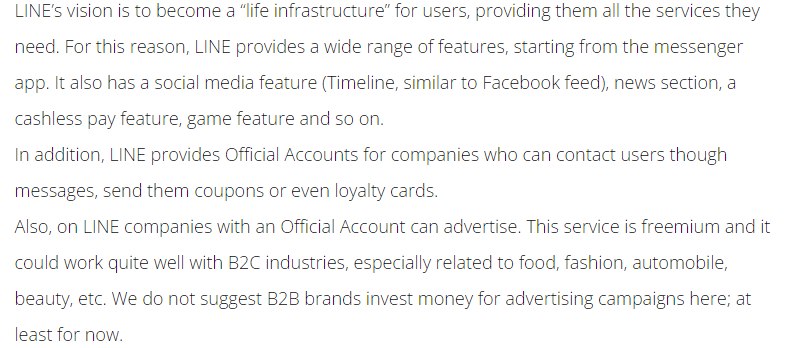 LINE’s vision is to become a “life infrastructure” for users, providing them all the services they
need. For this reason, LINE provides a wide range of features, starting from the messenger
app. It also has a social media feature (Timeline, similar to Facebook feed), news section, a
cashless pay feature, game feature and so on.
In addition, LINE provides Official Accounts for companies who can contact users though
messages, send them coupons or even loyalty cards.
Also, on LINE companies with an Official Account can advertise. This service is freemium and it
could work quite well with B2C industries, especially related to food, fashion, automobile,
beauty, etc. We do not suggest B2B brands invest money for advertising campaigns here; at
least for now.